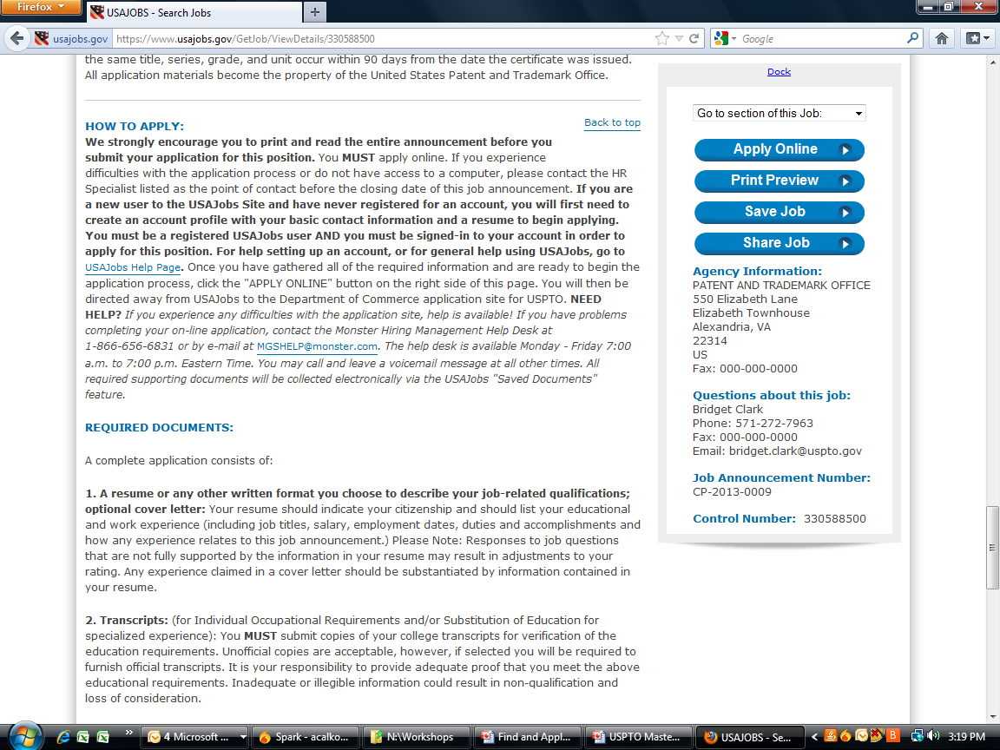 Firefox
USAJOBS - Search Jobs
usajobs.gov
https://www.usajobs.gov/GetJob/ViewDetails/330588500
Google
the same title, series, grade, and unit occur within 90 days from the date the certificate was issued.
All application materials become the property of the United States Patent and Trademark Office.
Back to top
HOW TO APPLY:
We strongly encourage you to print and read the entire announcement before you
submit your application for this position. You MUST apply online. If you experience
difficulties with the application process or do not have access to a computer, please contact the HR
Specialist listed as the point of contact before the closing date of this job announcement. If you are
a new user to the USAJobs Site and have never registered for an account, you will first need to
create an account profile with your basic contact information and a resume to begin applying.
You must be a registered USAJobs user AND you must be signed-in to your account in order to
apply for this position. For help setting up an account, or for general help using USAJobs, go to
USAJobs Help Page. Once you have gathered all of the required information and are ready to begin the
application process, click the "APPLY ONLINE" button on the right side of this page. You will then be
directed away from USAJobs to the Department of Commerce application site for USPTO. NEED
HELP? If you experience any difficulties with the application site, help is available! If you have problems
completing your on-line application, contact the Monster Hiring Management Help Desk at
1-866-656-6831 or by e-mail at MGSHELP@monster.com. The help desk is available Monday - Friday 7:00
a.m. to 7:00 p.m. Eastern Time. You may call and leave a voicemail message at all other times. All
required supporting documents will be collected electronically via the USAJobs "Saved Documents"
feature.
REQUIRED DOCUMENTS:
A complete application consists of:
1. A resume or any other written format you choose to describe your job-related qualifications;
optional cover letter: Your resume should indicate your citizenship and should list your educational
and work experience (including job titles, salary, employment dates, duties and accomplishments and
how any experience relates to this job announcement.) Please Note: Responses to job questions
that are not fully supported by the information in your resume may result in adjustments to your
rating. Any experience claimed in a cover letter should be substantiated by information contained in
your resume.
2. Transcripts: (for Individual Occupational Requirements and/or Substitution of Education for
specialized experience): You MUST submit copies of your college transcripts for verification of the
education requirements. Unofficial copies are acceptable, however, if selected you will be required to
furnish official transcripts. It is your responsibility to provide adequate proof that you meet the above
educational requirements. Inadequate or illegible information could result in non-qualification and
loss of consideration.
Dock
Go to section of this Job:
Apply Online
Print Preview
Save Job
Share Job
Agency Information:
PATENT AND TRADEMARK OFFICE
550 Elizabeth Lane
Elizabeth Townhouse
Alexandria, VA
22314
US
Fax: 000-000-0000
Questions about this job:
Bridget Clark
Phone: 571-272-7963
Fax: 000-000-0000
Email: bridget.clark@uspto.gov
Job Announcement Number:
CP-2013-0009
Control Number: 330588500
4 Microsoft ...
Spark - acalko...
N:\Workshops
Find and Appl...
USPTO Maste...
USAJOBS - Se...
3:19 PM